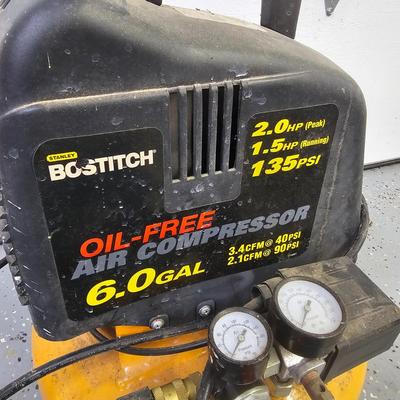 STANLEY
BOSTITCH
2.0HP (Peak)
1.5HP (Running)
135PSI
OIL-FREE
AIR COMPRESSOR
6.0GAL
3.4CFM@ 40PSI
2.1CFM@ 90PSI